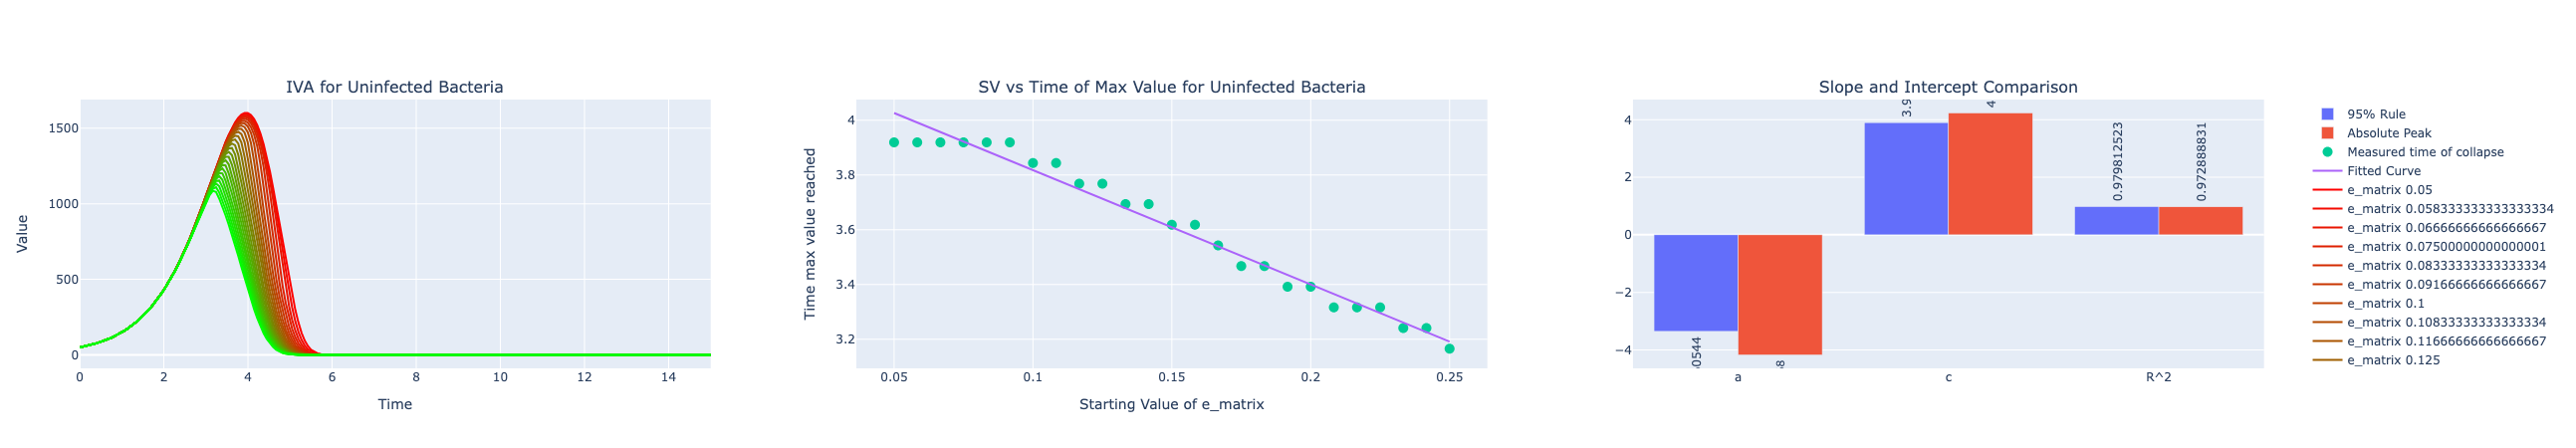 IVA for Uninfected Bacteria
1500
1000
500
0
Value
0 2 4 6 8 10 12 14
Time
SV vs Time of Max Value for Uninfected Bacteria
4
3.8
3.6
3.4
3.2
Time max value reached
0.05 0.1 0.15 0.2 0.25
Starting Value of e_matrix
Slope and Intercept Comparison
4
2
0
−2
−4
3.9
4
0.979812523
0.972888831
a c R^2
95% Rule
Absolute Peak
Measured time of collapse
Fitted Curve
e_matrix 0.05
e_matrix 0.058333333333333334
e_matrix 0.06666666666666667
e_matrix 0.07500000000000001
e_matrix 0.08333333333333334
e_matrix 0.09166666666666667
e_matrix 0.1
e_matrix 0.10833333333333334
e_matrix 0.11666666666666667
e_matrix 0.125